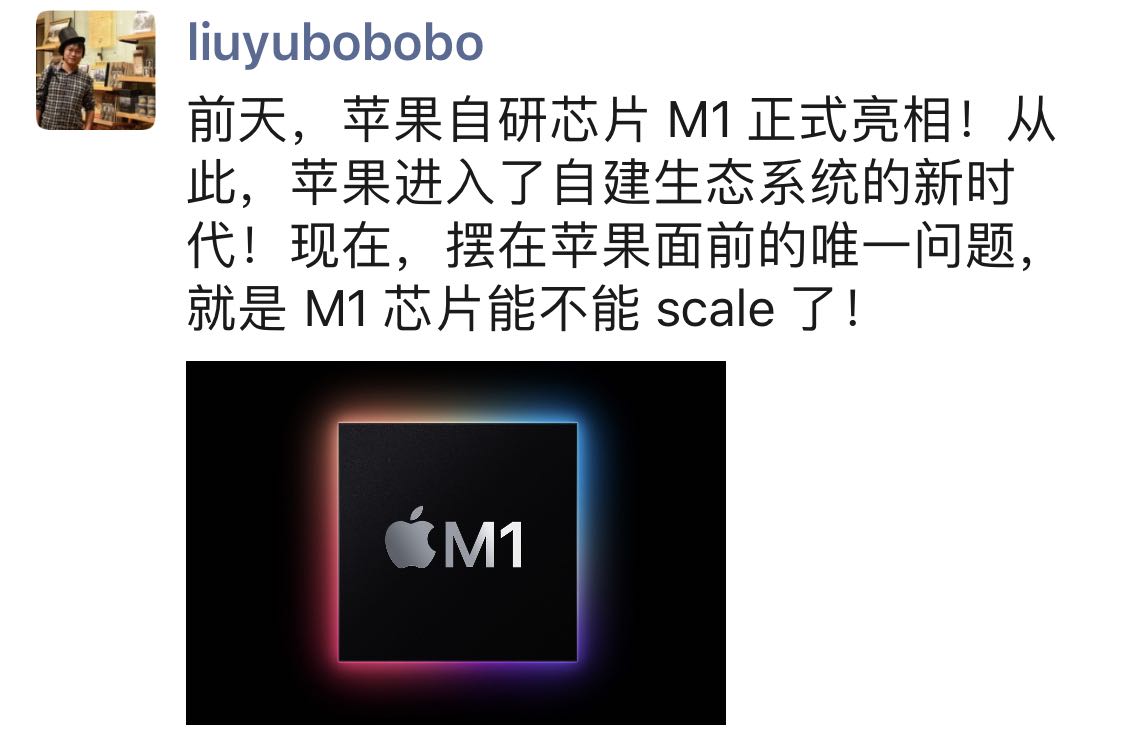 liuyubobobo
前天，苹果自研芯片 M1 正式亮相！从
此，苹果进入了自建生态系统的新时
代！现在，摆在苹果面前的唯一问题，
就是 M1 芯片能不能 scale 了！
M1